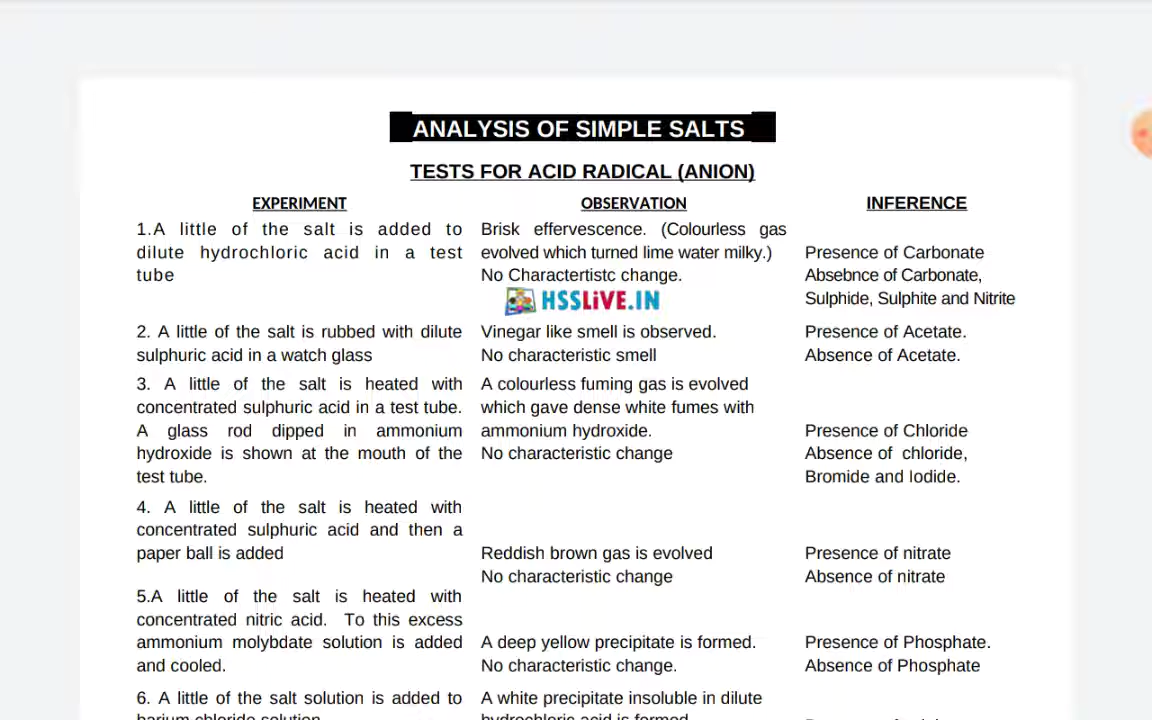 ANALYSIS OF SIMPLE SALTS
TESTS FOR ACID RADICAL (ANION)
EXPERIMENT OBSERVATION INFERENCE
1.A little of the salt is added to
dilute hydrochloric acid in a test
tube
Brisk effervescence. (Colourless gas
evolved which turned lime water milky.)
No Charactertistc change.
Presence of Carbonate
Absebnce of Carbonate,
Sulphide, Sulphite and Nitrite
HSSLiVE.IN
2. A little of the salt is rubbed with dilute
sulphuric acid in a watch glass
Vinegar like smell is observed.
No characteristic smell
Presence of Acetate.
Absence of Acetate.
3. A little of the salt is heated with
concentrated sulphuric acid in a test tube.
A glass rod dipped in ammonium
hydroxide is shown at the mouth of the
test tube.
A colourless fuming gas is evolved
which gave dense white fumes with
ammonium hydroxide.
No characteristic change
Presence of Chloride
Absence of chloride,
Bromide and Iodide.
4. A little of the salt is heated with
concentrated sulphuric acid and then a
paper ball is added
Reddish brown gas is evolved
No characteristic change
Presence of nitrate
Absence of nitrate
5.A little of the salt is heated with
concentrated nitric acid. To this excess
ammonium molybdate solution is added
and cooled.
A deep yellow precipitate is formed.
No characteristic change.
Presence of Phosphate.
Absence of Phosphate
6. A little of the salt solution is added to
barium chloride solution
A white precipitate insoluble in dilute
hydrochloric acid is formed